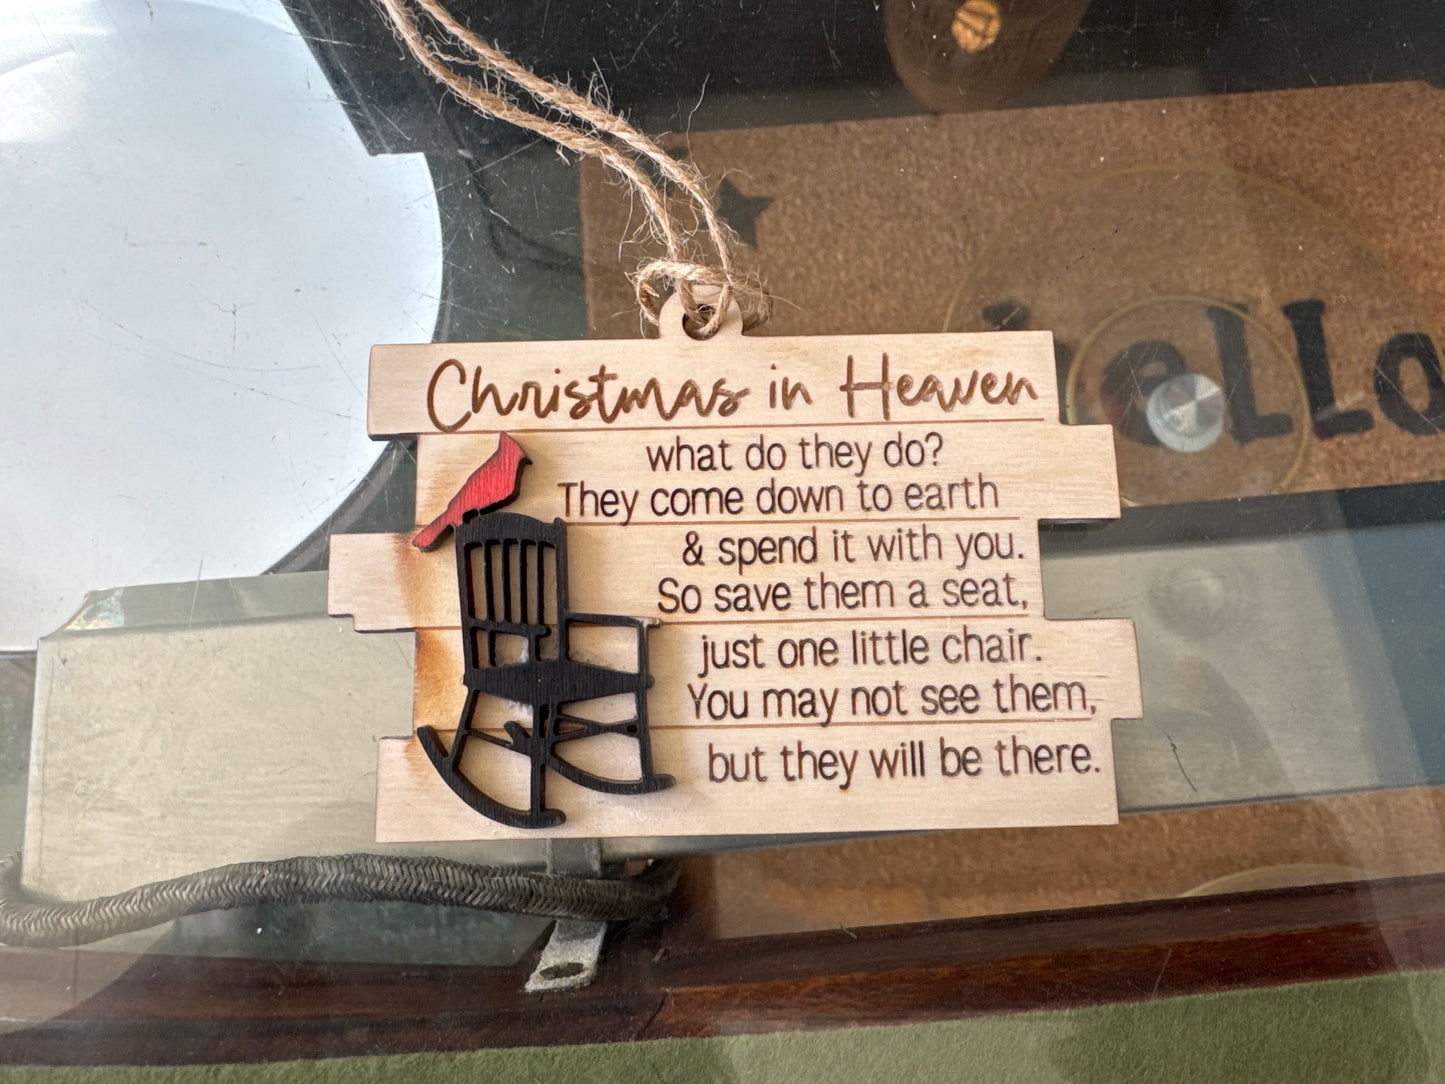 Christmas in Heaven
what do they do?
They come down to earth
& spend it with you.
So save them a seat,
just one little chair.
You may not see them,
but they will be there.
ello